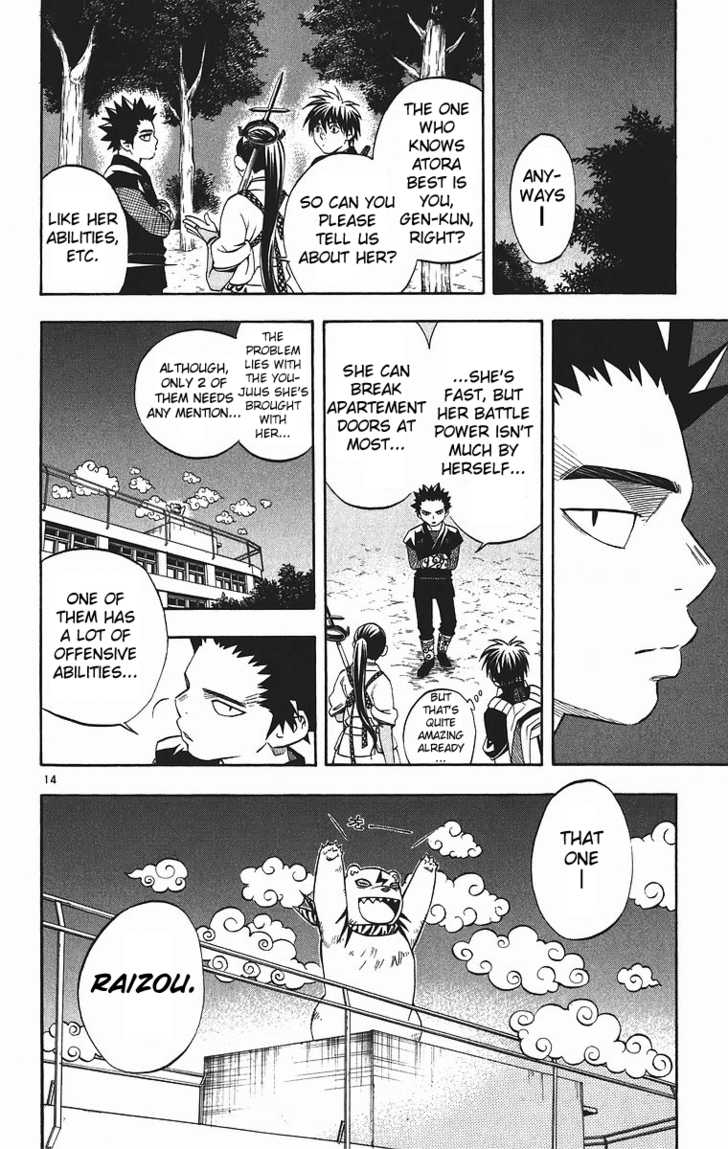 ANY-
WAYS
—
THE ONE
WHO
KNOWS
ATORA
BEST IS
YOU,
GEN-KUN,
RIGHT?
SO CAN YOU
PLEASE
TELL US
ABOUT HER?
LIKE HER
ABILITIES,
ETC.
...SHE'S
FAST, BUT
HER BATTLE
POWER ISN'T
MUCH BY
HERSELF...
SHE CAN
BREAK
APARTEMENT
DOORS AT
MOST...
BUT
THAT'S
QUITE
AMAZING
ALREADY
...
THE
PROBLEM
LIES WITH
THE YOU-
JUUS SHE'S
BROUGHT
WITH
HER...
ALTHOUGH,
ONLY 2 OF
THEM NEEDS
ANY MENTION...
ONE OF
THEM HAS
A LOT OF
OFFENSIVE
ABILITIES...
14
THAT
ONE
—
RAIZOU.